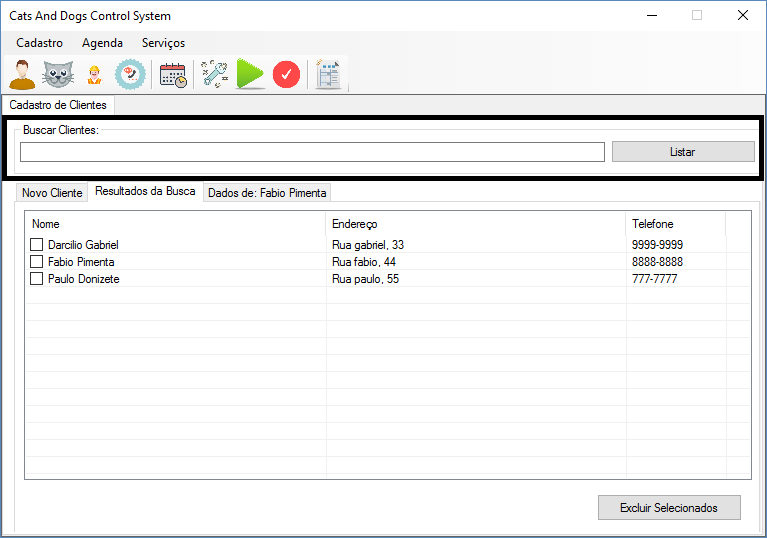 Cats And Dogs Control System
Cadastro Agenda Serviços
Cadastro de Clientes
Buscar Clientes:
Listar
Novo Cliente Resultados da Busca Dados de: Fabio Pimenta
Nome Endereço Telefone
Darcilio Gabriel Rua gabriel, 33 9999-9999
Fabio Pimenta Rua fabio, 44 8888-8888
Paulo Donizete Rua paulo, 55 777-7777
Excluir Selecionados